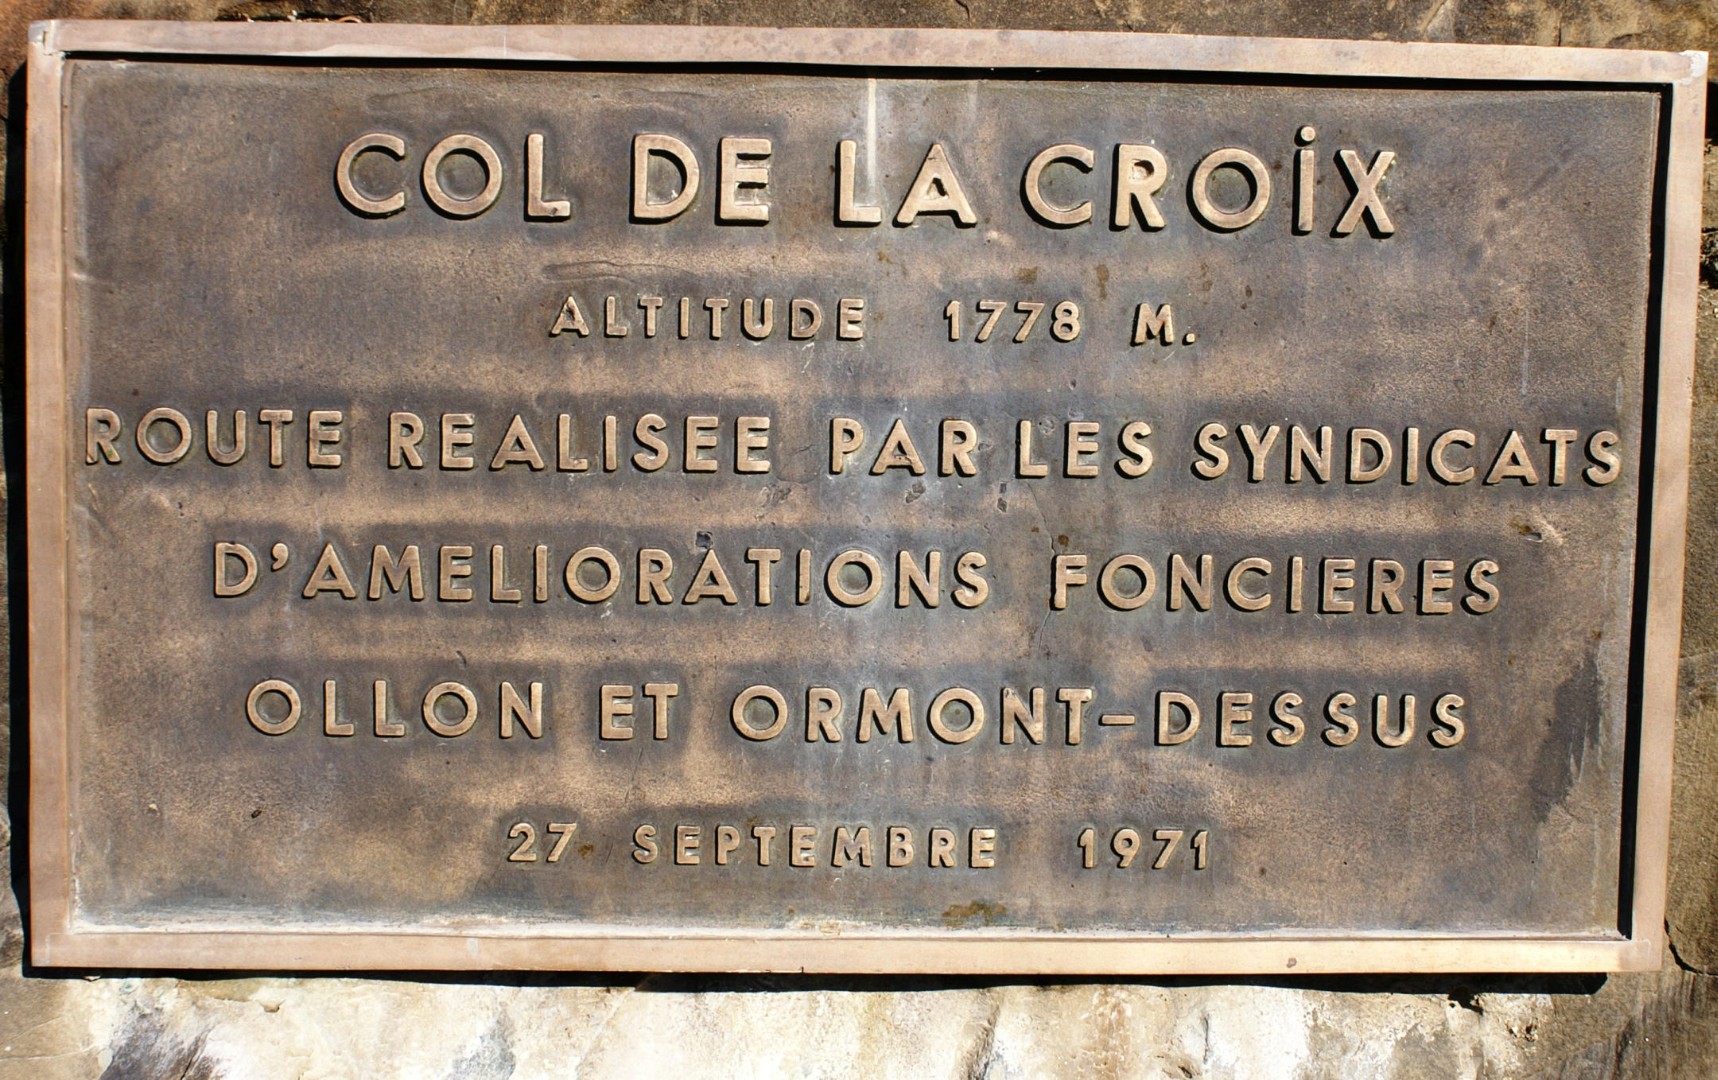 COL DE LA CROiX
ALTITUDE 1778 M.
ROUTE REALISEE PAR LES SYNDICATS
D'AMELIORATIONS FONCIERES
OLLON ET ORMONT-DESSUS
27 SEPTEMBRE 1971